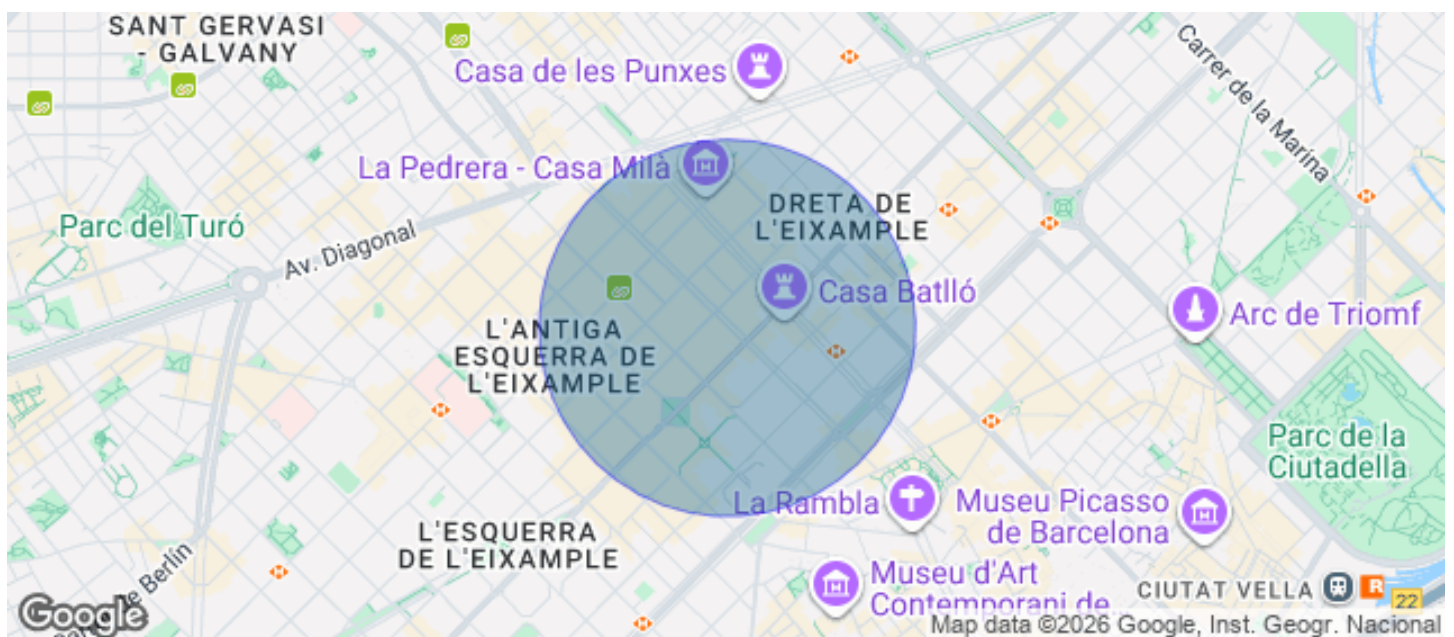 SANT GERVASI
- GALVANY
Casa de les Punxes
Carrer de la Marina
La Pedrera - Casa Milà
DRETA DE
L'EIXAMPLE
Parc del Turó
Av. Diagonal
Casa Batlló
Arc de Triomf
L'ANTIGA
ESQUERRA DE
L'EIXAMPLE
Parc de la
Ciutadella
La Rambla
Museu Picasso
de Barcelona
L'ESQUERRA
DE L'EIXAMPLE
de Berlín
Museu d'Art
Contemporani de...
CIUTAT VELLA
R
22
Google
Map data ©2026 Google, Inst. Geogr. Nacional